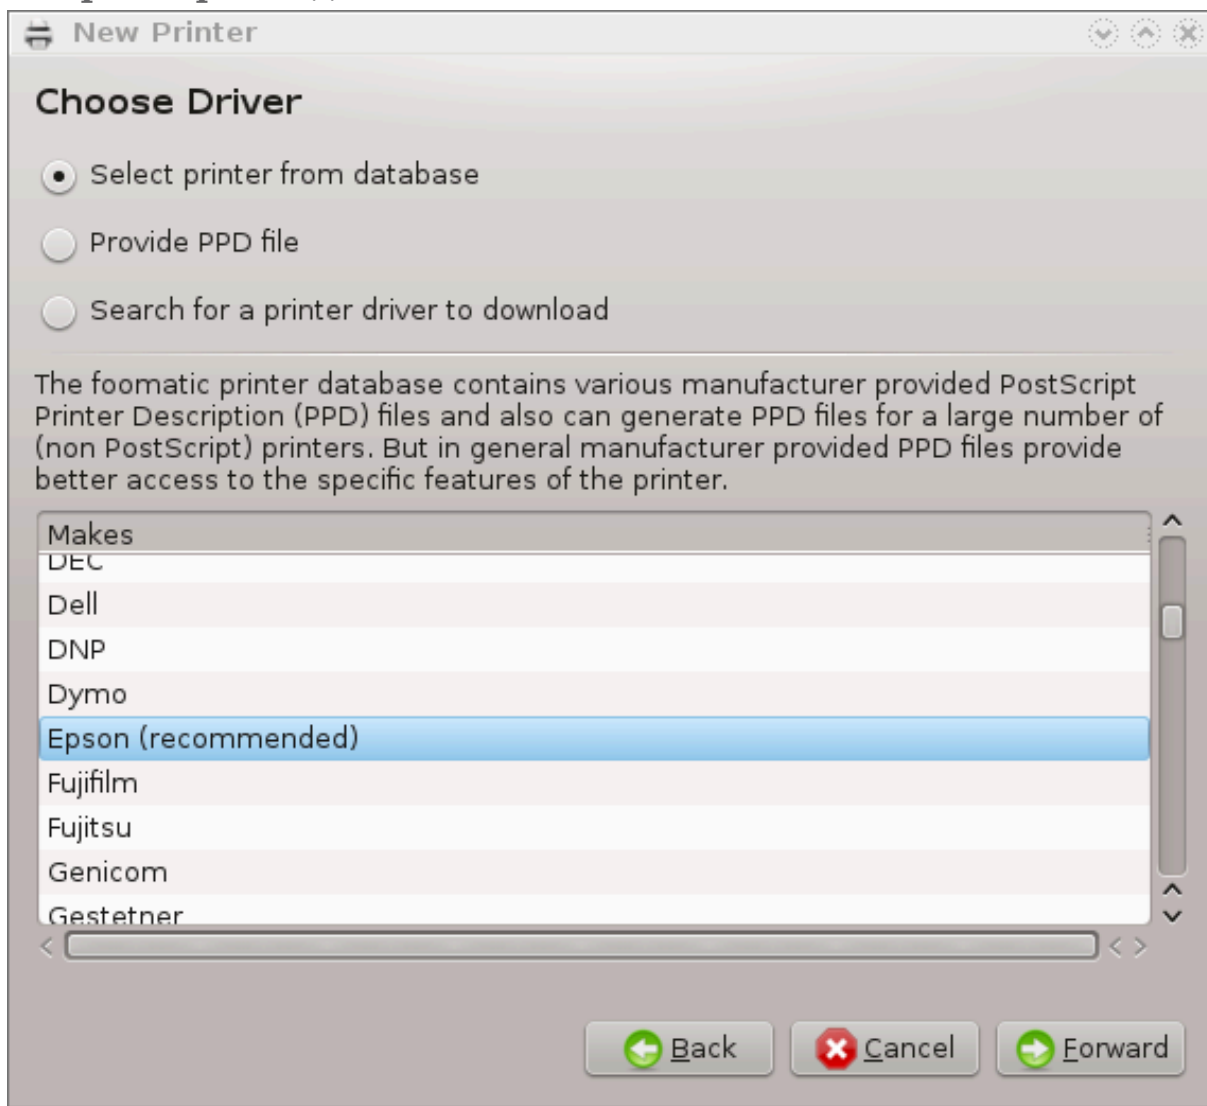 New Printer
Choose Driver
Select printer from database
Provide PPD file
Search for a printer driver to download
The foomatic printer database contains various manufacturer provided PostScript
Printer Description (PPD) files and also can generate PPD files for a large number of
(non PostScript) printers. But in general manufacturer provided PPD files provide
better access to the specific features of the printer.
Makes
DEC
Dell
DNP
Dymo
Epson (recommended)
Fujifilm
Fujitsu
Genicom
Gestetner
Back
Cancel
Forward